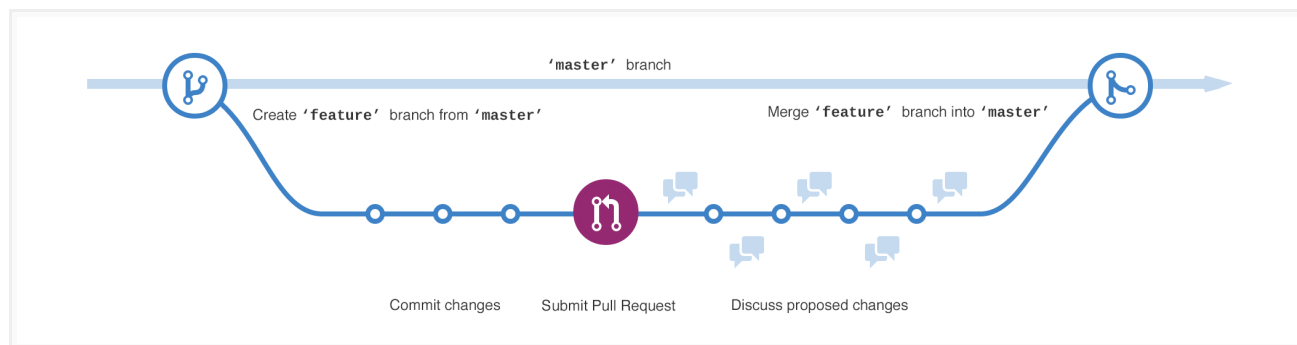 ‘master’ branch
Create ‘feature’ branch from ‘master’
Merge ‘feature’ branch into ‘master’
Commit changes
Submit Pull Request
Discuss proposed changes